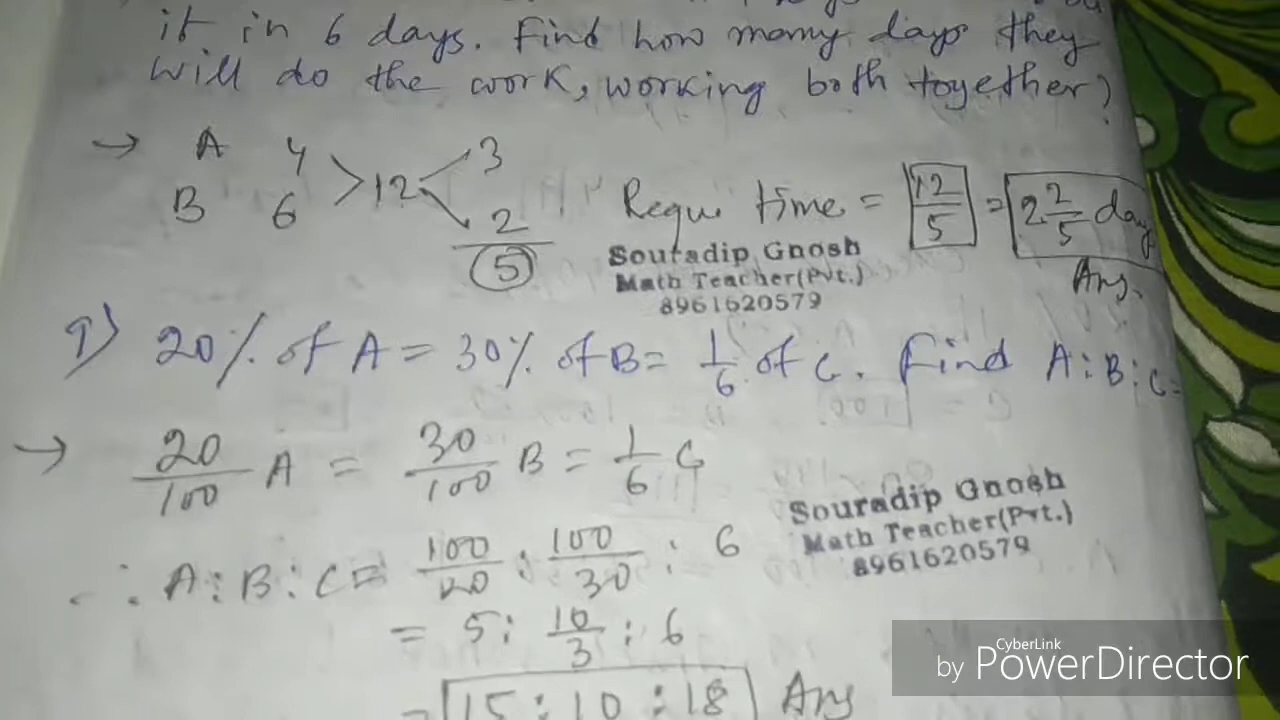 it in 6 days. Find how many days they
will do the work, working both together?
→ A 4 > 12 < 3
B 6 2
5
Requ time = 12/5 = 2 2/5 day
Ans.
Souradip Ghosh
Math Teacher(Pvt.)
8961620579
9) 20% of A = 30% of B = 1/6 of C. Find A:B:C=
→ 20/100 A = 30/100 B = 1/6 C
∴ A:B:C = 100/20 : 100/30 : 6
Souradip Ghosh
Math Teacher(Pvt.)
8961620579
= 5 : 10/3 : 6
= 15 : 10 : 18 Ans
CyberLink
by PowerDirector